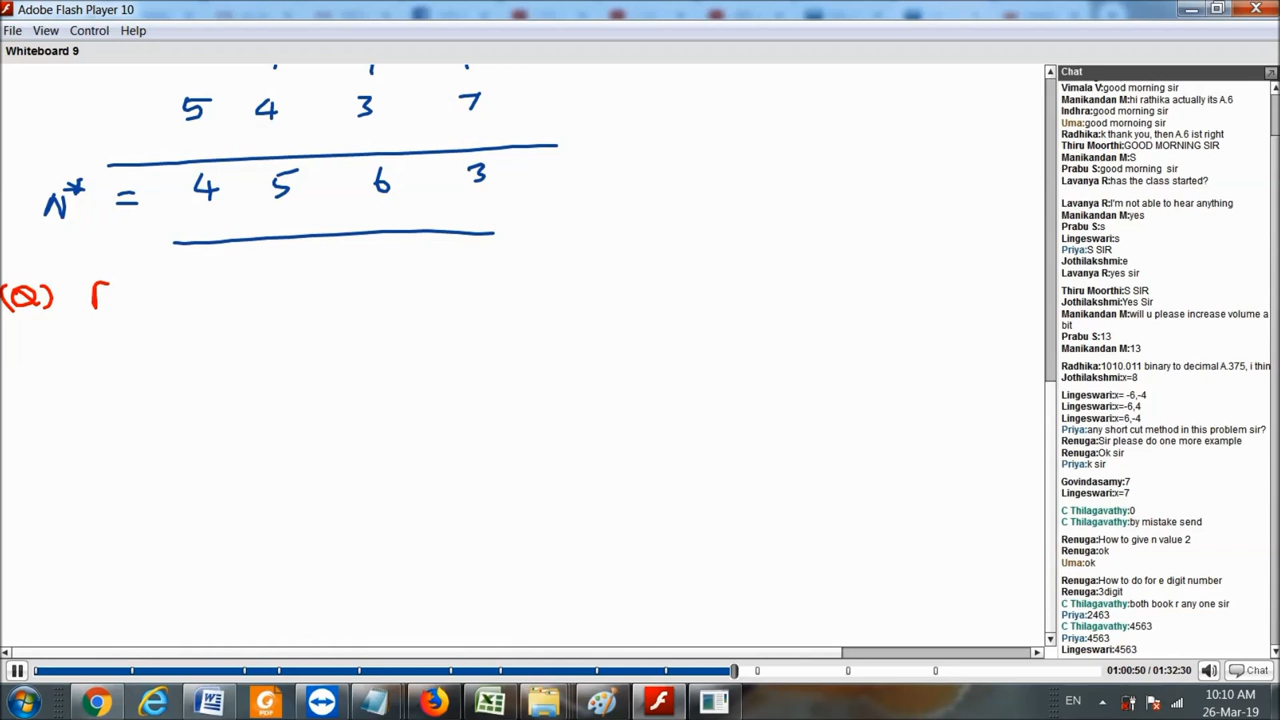 Adobe Flash Player 10
File View Control Help
Whiteboard 9
5 4 3 7
N* = 4 5 6 3
(Q) r
Chat
Vimala V:good morning sir
Manikandan M:hi rathika actually its A.6
Indhra:good morning sir
Uma:good mornoing sir
Radhika:k thank you, then A.6 ist right
Thiru Moorthi:GOOD MORNING SIR
Manikandan M:S
Prabu S:good morning sir
Lavanya R:has the class started?
Lavanya R:I'm not able to hear anything
Manikandan M:yes
Prabu S:s
Lingeswari:s
Priya:S SIR
Jothilakshmi:e
Lavanya R:yes sir
Thiru Moorthi:S SIR
Jothilakshmi:Yes Sir
Manikandan M:will u please increase volume a
bit
Prabu S:13
Manikandan M:13
Radhika:1010.011 binary to decimal A.375, i thin
Jothilakshmi:x=8
Lingeswari:x= -6,-4
Lingeswari:x=-6,4
Lingeswari:x=6,-4
Priya:any short cut method in this problem sir?
Renuga:Sir please do one more example
Renuga:Ok sir
Priya:k sir
Govindasamy:7
Lingeswari:x=7
C Thilagavathy:0
C Thilagavathy:by mistake send
Renuga:How to give n value 2
Renuga:ok
Uma:ok
Renuga:How to do for e digit number
Renuga:3digit
C Thilagavathy:both book r any one sir
Priya:2463
C Thilagavathy:4563
Priya:4563
Lingeswari:4563
01:00:50 / 01:32:30 Chat
EN 10:10 AM
26-Mar-19